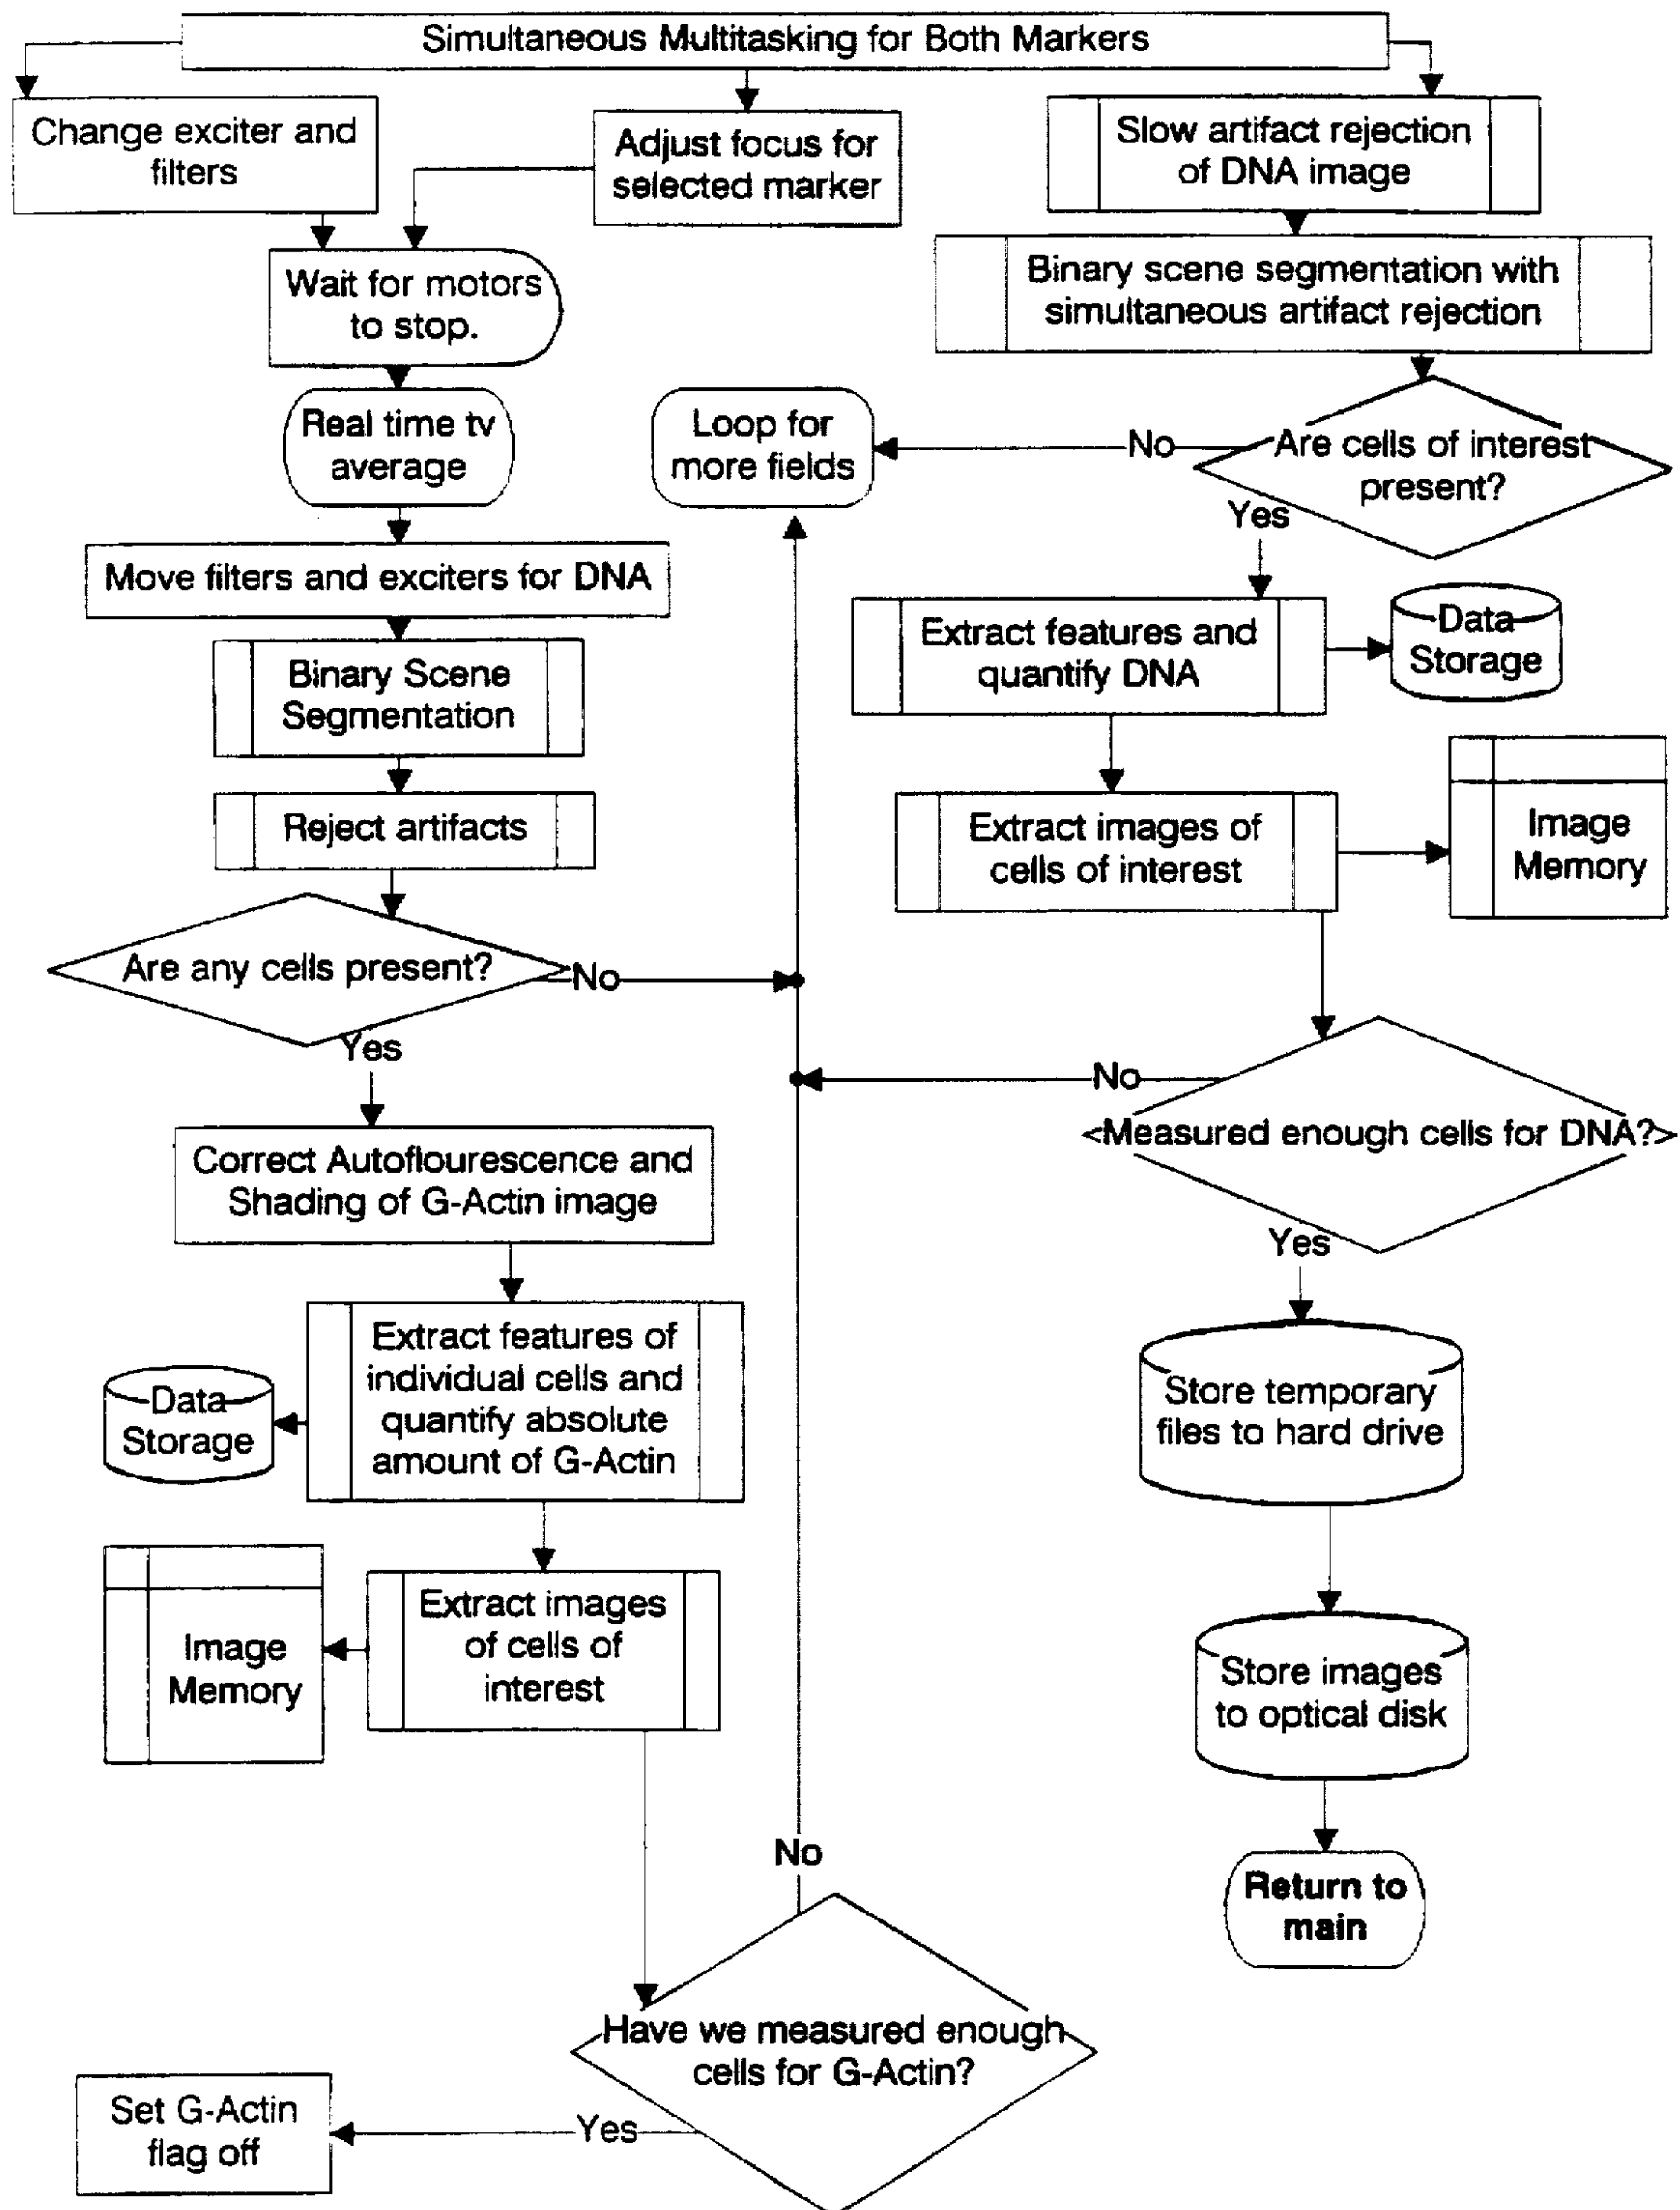 Simultaneous Multitasking for Both Markers
Change exciter and
filters
Adjust focus for
selected marker
Slow artifact rejection
of DNA image
Wait for motors
to stop.
Binary scene segmentation with
simultaneous artifact rejection
Real time tv
average
Loop for
more fields
No
Are cells of interest
present?
Yes
Move filters and exciters for DNA
Extract features and
quantify DNA
Data
Storage
Binary Scene
Segmentation
Reject artifacts
Extract images of
cells of interest
Image
Memory
Are any cells present?
No
Yes
No
Measured enough cells for DNA?
Yes
Correct Autoflourescence and
Shading of G-Actin image
Extract features of
individual cells and
quantify absolute
amount of G-Actin
Data
Storage
Store temporary
files to hard drive
Extract images
of cells of
interest
Image
Memory
Store images
to optical disk
No
Return to
main
Have we measured enough
cells for G-Actin?
Yes
Set G-Actin
flag off